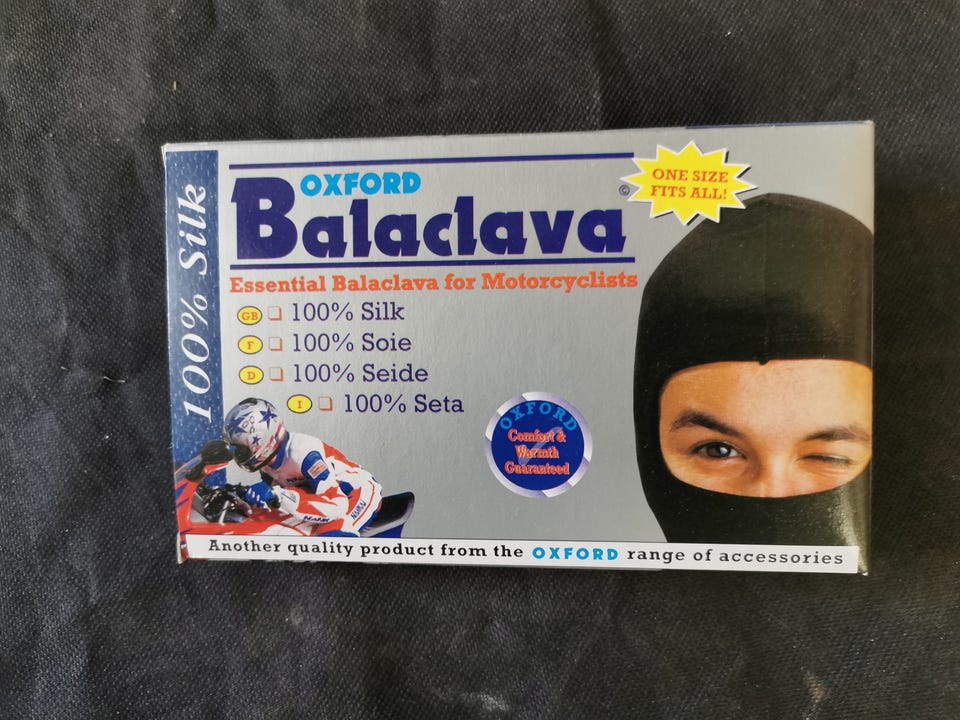 100% Silk
OXFORD
Balaclava
©
ONE SIZE
FITS ALL!
Essential Balaclava for Motorcyclists
GB 100% Silk
F 100% Soie
D 100% Seide
I 100% Seta
OXFORD
Comfort &
Warmth
Guaranteed
Another quality product from the OXFORD range of accessories